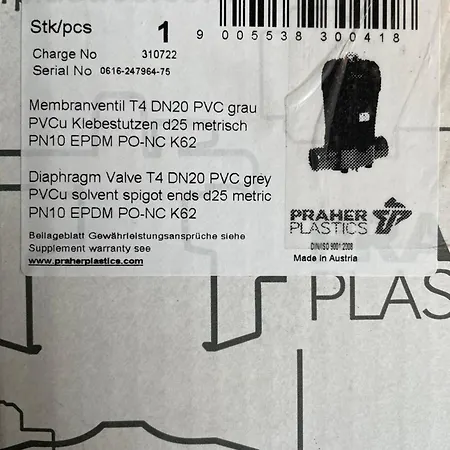 Stk/pcs 1
9 005538 300418
Charge No 310722
Serial No 0616-247964-75
Membranventil T4 DN20 PVC grau
PVCu Klebestutzen d25 metrisch
PN10 EPDM PO-NC K62
Diaphragm Valve T4 DN20 PVC grey
PVCu solvent spigot ends d25 metric
PN10 EPDM PO-NC K62
Beilageblatt Gewährleistungsansprüche siehe
Supplement warranty see
www.praherplastics.com
PRAHER
PLASTICS
DIN/ISO 9001:2008
Made in Austria
PLAS